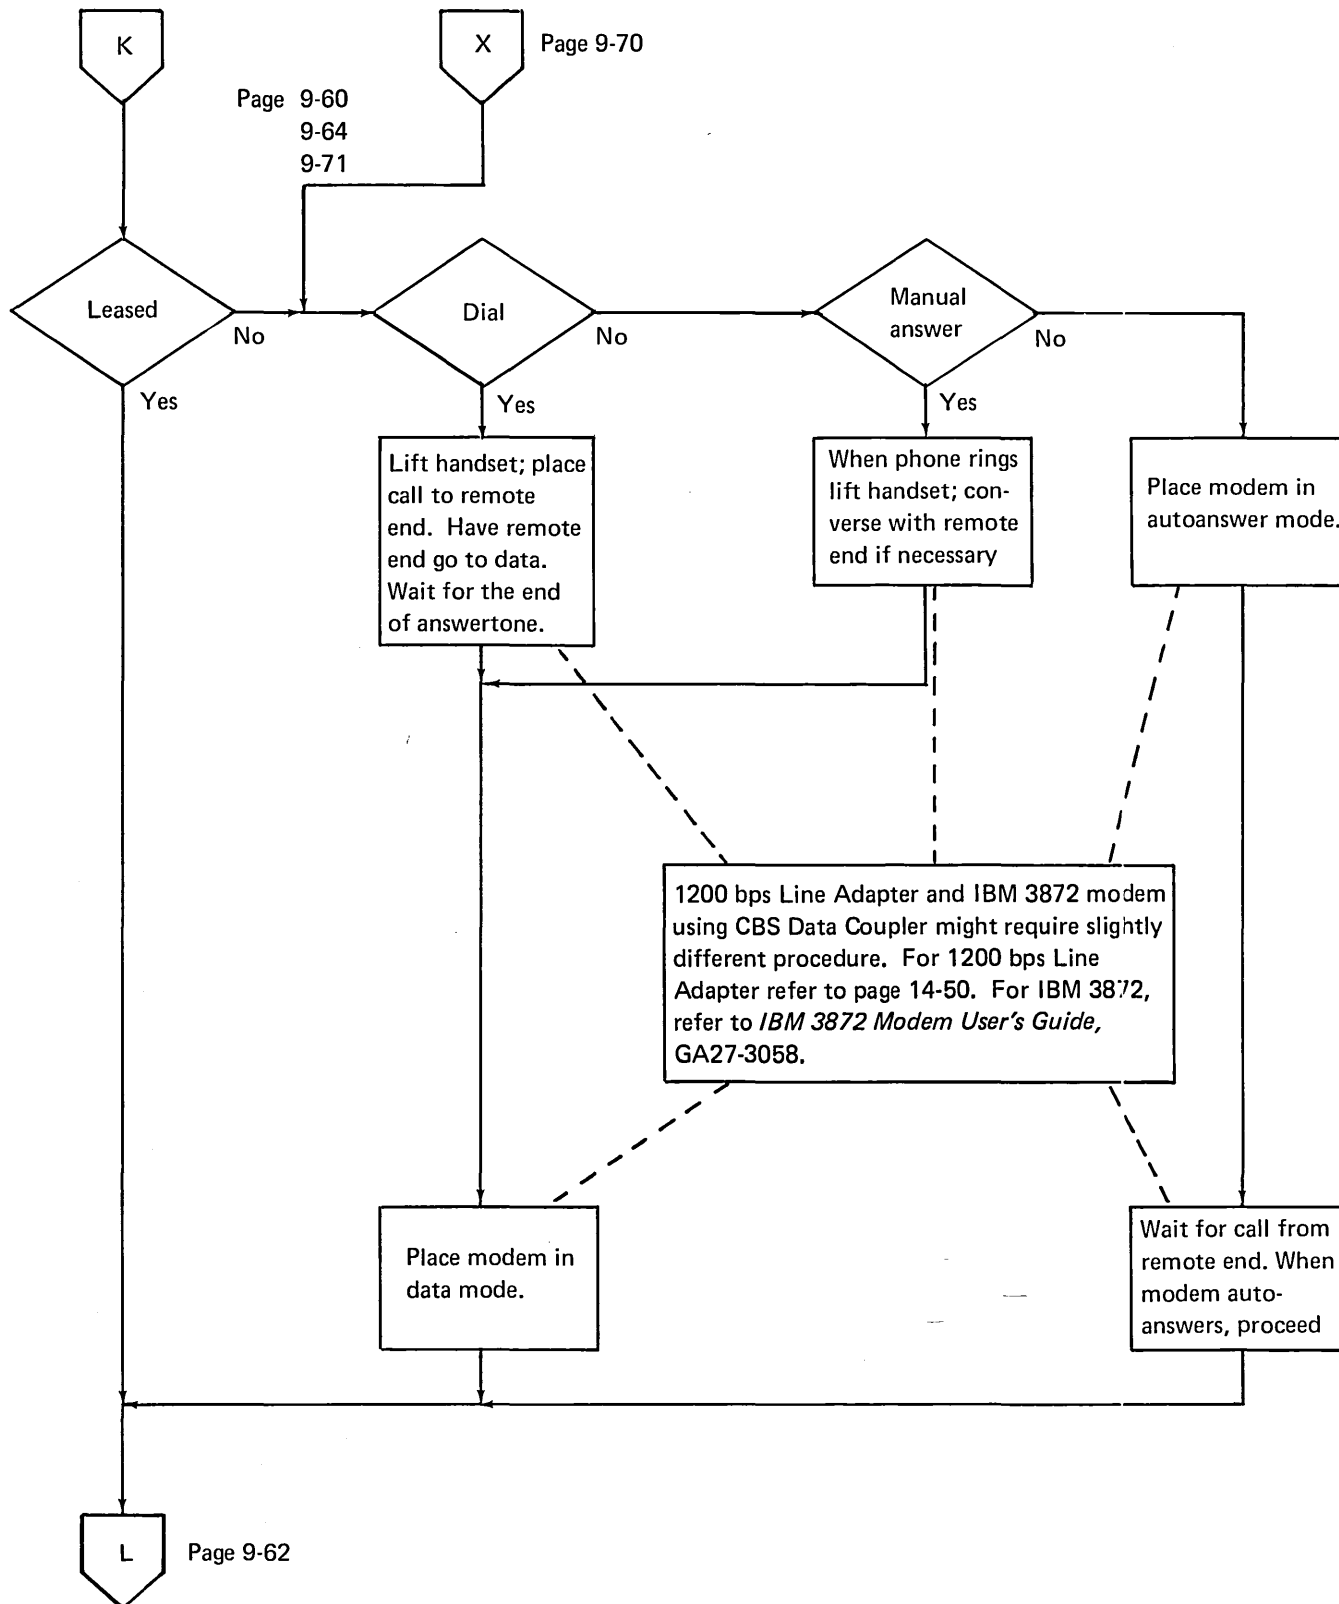 K
X
Page 9-70
Page 9-60
9-64
9-71
Leased
No
Yes
Dial
No
Yes
Manual
answer
No
Yes
Lift handset; place
call to remote
end. Have remote
end go to data.
Wait for the end
of answertone.
When phone rings
lift handset; con-
verse with remote
end if necessary
Place modem in
autoanswer mode.
1200 bps Line Adapter and IBM 3872 modem
using CBS Data Coupler might require slightly
different procedure. For 1200 bps Line
Adapter refer to page 14-50. For IBM 3872,
refer to IBM 3872 Modem User's Guide,
GA27-3058.
Place modem in
data mode.
Wait for call from
remote end. When
modem auto-
answers, proceed
L
Page 9-62